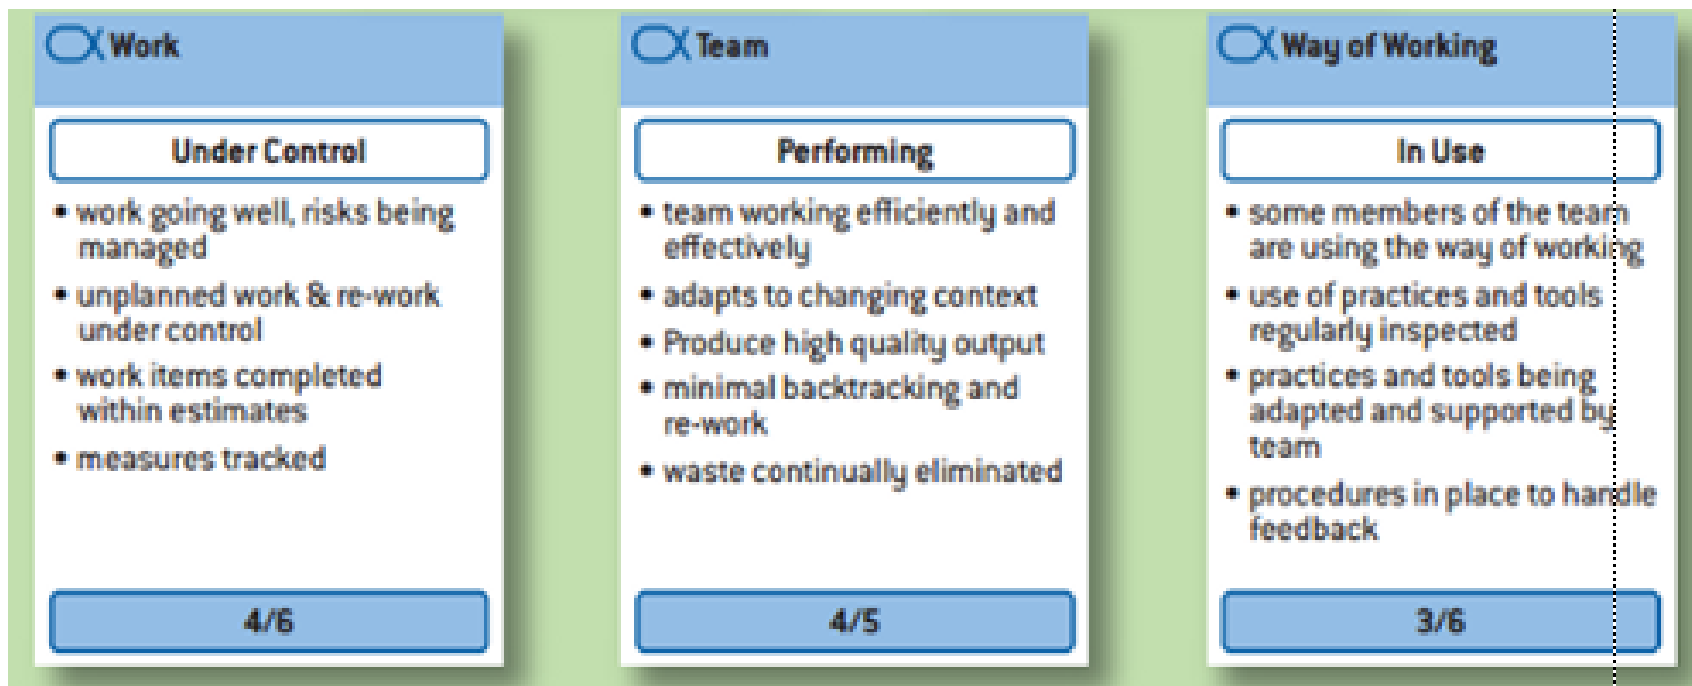 Work
Under Control
• work going well, risks being
managed
• unplanned work & re-work
under control
• work items completed
within estimates
• measures tracked
4/6
Team
Performing
• team working efficiently and
effectively
• adapts to changing context
• Produce high quality output
• minimal backtracking and
re-work
• waste continually eliminated
4/5
Way of Working
In Use
• some members of the team
are using the way of working
• use of practices and tools
regularly inspected
• practices and tools being
adapted and supported by
team
• procedures in place to handle
feedback
3/6